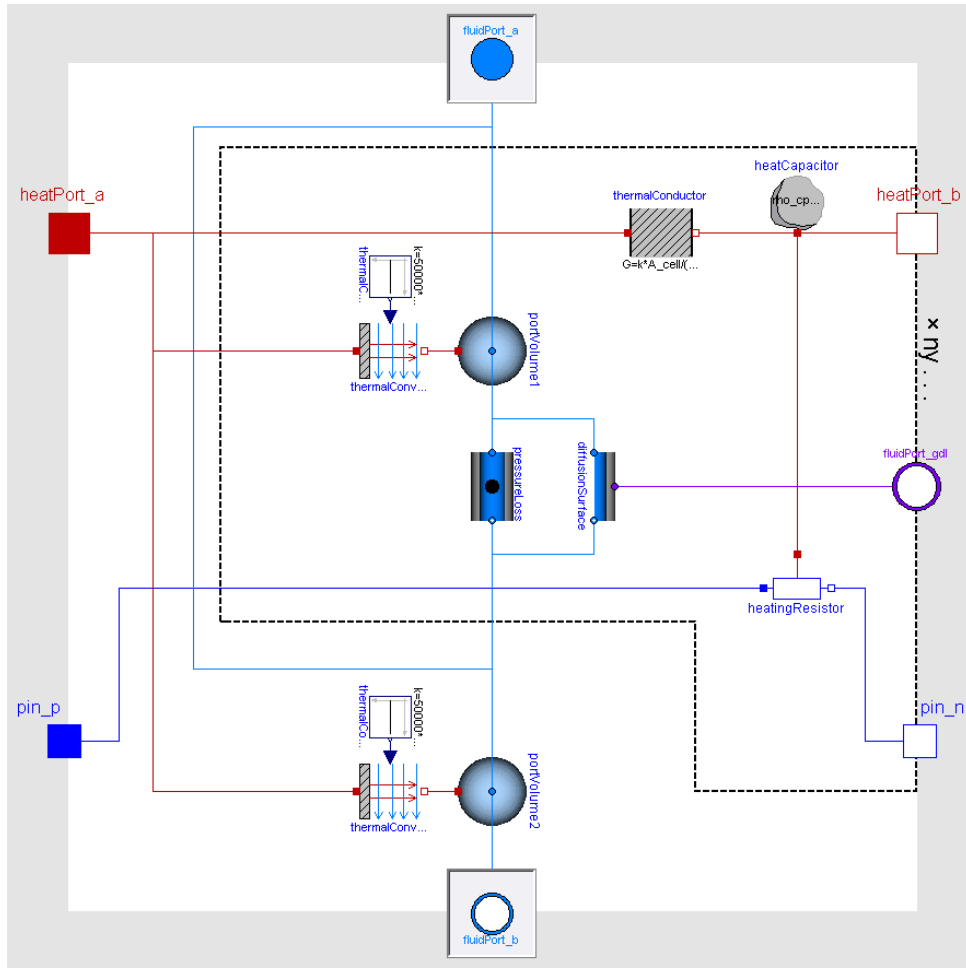 fluidPort_a
heatCapacitor
heatPort_a
thermalConductor
rho_cp...
heatPort_b
G=k*A_cell/(...
k=50000*...
thermalC...
portVolume1
× ny ....
thermalConv...
pressureLoss
diffusionSurface
fluidPort_gdl
heatingResistor
pin_p
k=50000*...
thermalCo...
pin_n
portVolume2
thermalConv...
fluidPort_b